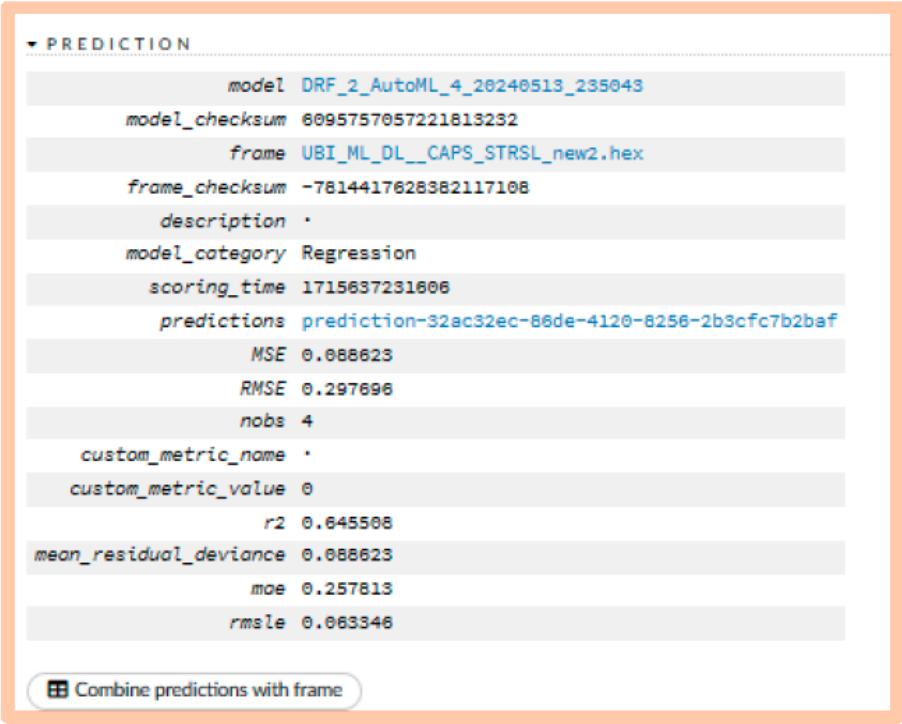 PREDICTION
model DRF_2_AutoML_4_20240513_235043
model_checksum 6095757057221813232
frame UBI_ML_DL__CAPS_STRSL_new2.hex
frame_checksum -7814417628382117108
description ·
model_category Regression
scoring_time 1715637231606
predictions prediction-32ac32ec-86de-4120-8256-2b3cfc7b2baf
MSE 0.088623
RMSE 0.297696
nobs 4
custom_metric_name ·
custom_metric_value 0
r2 0.645508
mean_residual_deviance 0.088623
mae 0.257813
rmsle 0.063346
Combine predictions with frame